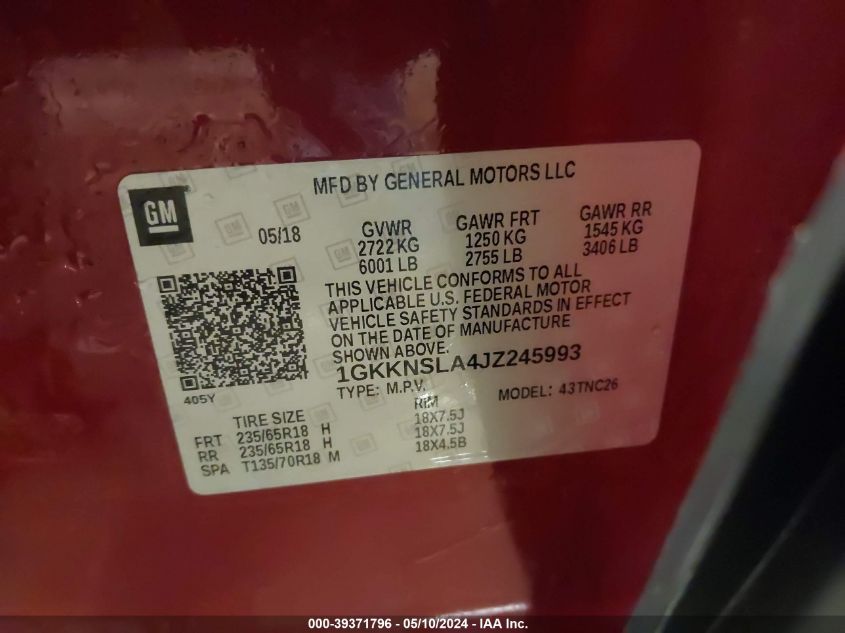 MFD BY GENERAL MOTORS LLC
GM
05/18
GVWR GAWR FRT GAWR RR
2722 KG 1250 KG 1545 KG
6001 LB 2755 LB 3406 LB
THIS VEHICLE CONFORMS TO ALL
APPLICABLE U.S. FEDERAL MOTOR
VEHICLE SAFETY STANDARDS IN EFFECT
ON THE DATE OF MANUFACTURE
SHOWN ABOVE.
1GKKNSLA4JZ245993
405Y
TYPE: M.P.V. MODEL: 43TNC26
TIRE SIZE RIM
FRT 235/65R18 H 18X7.5J
RR 235/65R18 H 18X7.5J
SPA T135/70R18 M 18X4.5B
000-39371796 - 05/10/2024 - IAA, Inc.